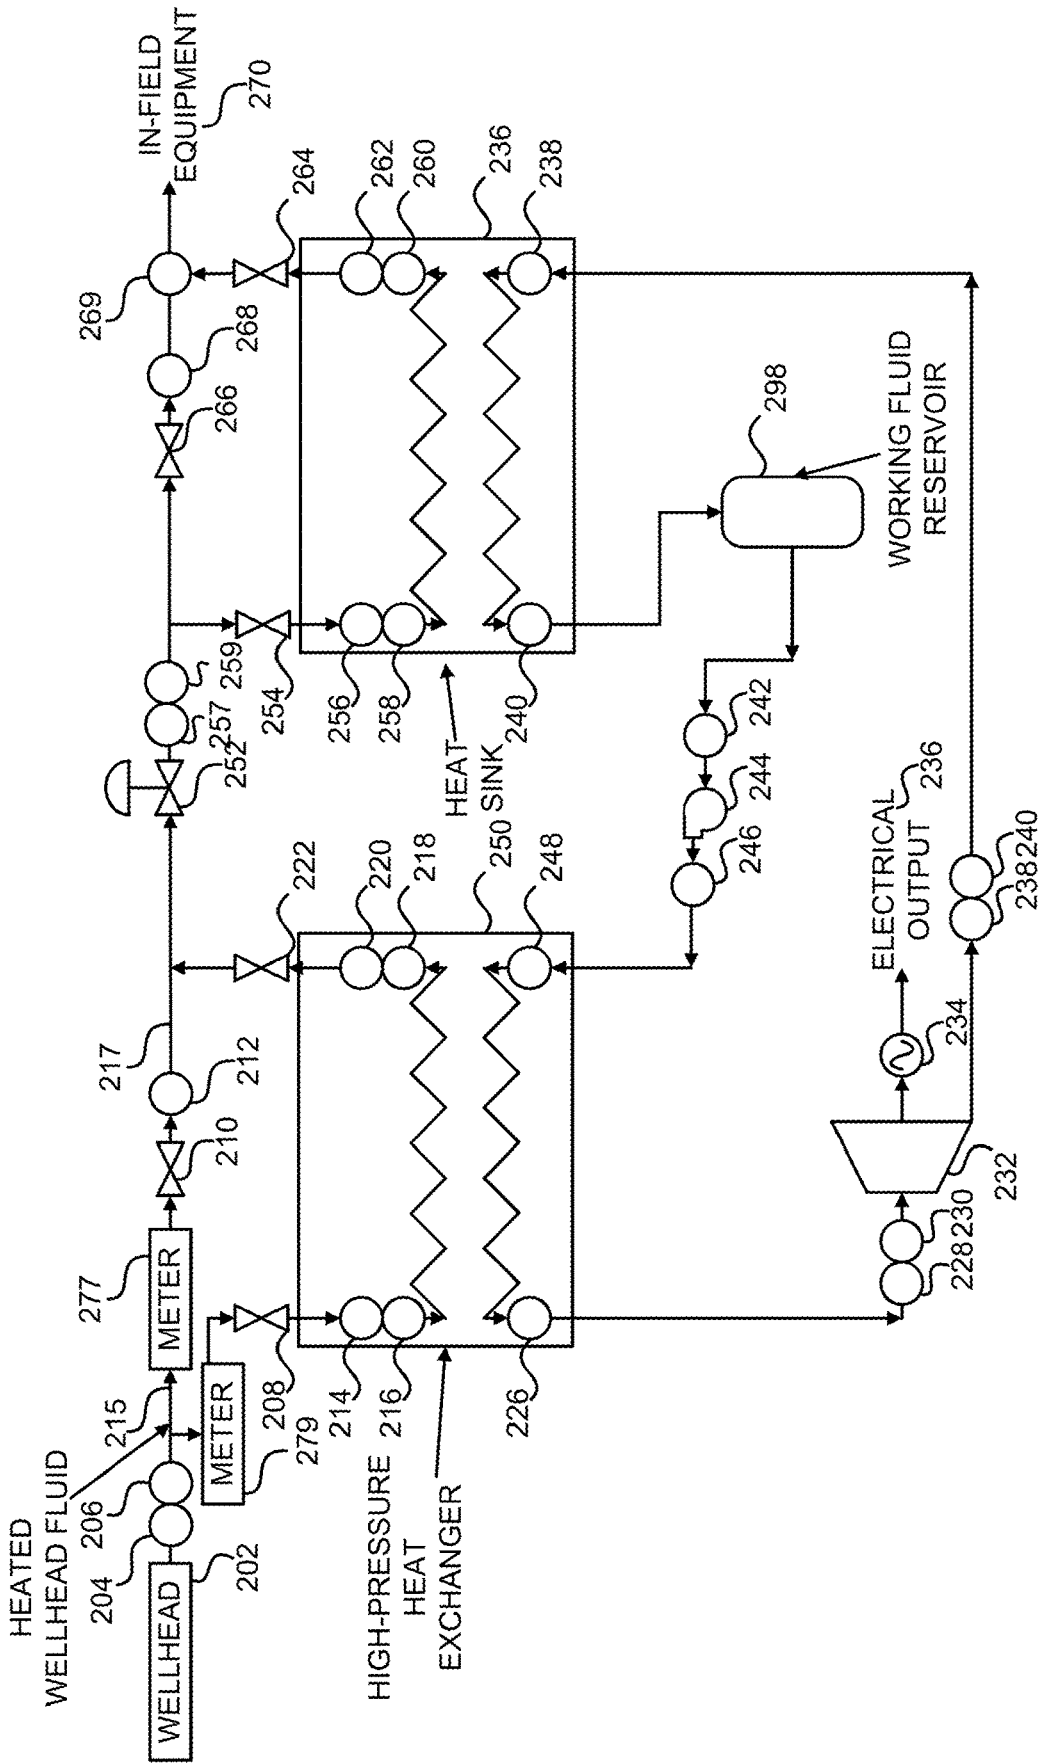 HEATED
WELLHEAD FLUID
204
206
215
277
217
269
IN-FIELD
EQUIPMENT
270
WELLHEAD
METER
202
METER
279
210
212
252
257
259
266
268
208
222
254
264
214
216
220
218
256
258
262
260
HIGH-PRESSURE
HEAT
EXCHANGER
250
HEAT
SINK
236
226
248
240
238
246
244
242
298
WORKING FLUID
RESERVOIR
228
230
232
234
ELECTRICAL
OUTPUT
236
238
240